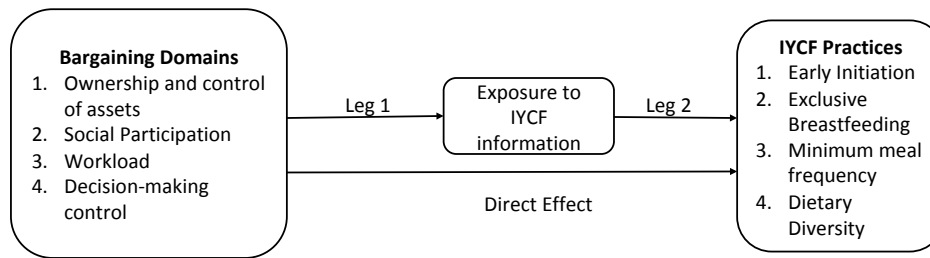 Bargaining Domains
1. Ownership and control
of assets
2. Social Participation
3. Workload
4. Decision-making
control
Leg 1
Exposure to
IYCF
information
Leg 2
Direct Effect
IYCF Practices
1. Early Initiation
2. Exclusive
Breastfeeding
3. Minimum meal
frequency
4. Dietary
Diversity